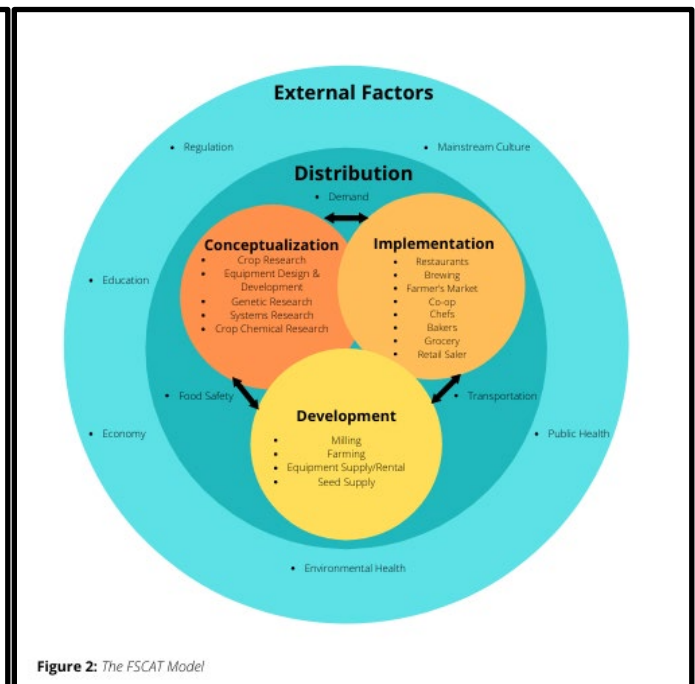 External Factors
• Regulation
• Mainstream Culture
Distribution
• Demand
Conceptualization
• Crop Research
• Equipment Design &
Development
• Genetic Research
• Systems Research
• Crop Chemical Research
Implementation
• Restaurants
• Brewing
• Farmer's Market
• Co-op
• Chefs
• Bakers
• Grocery
• Retail Saler
• Education
• Food Safety
• Transportation
• Economy
• Public Health
Development
• Milling
• Farming
• Equipment Supply/Rental
• Seed Supply
• Environmental Health
Figure 2: The FSCAT Model